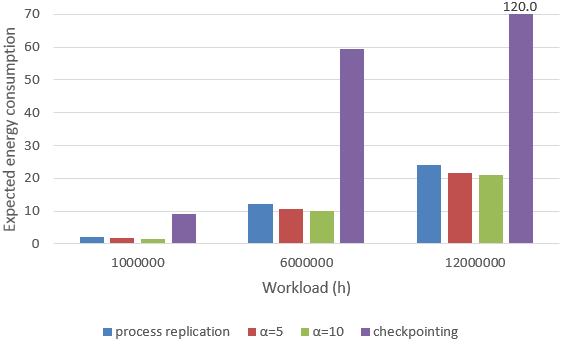 120.0
70
60
50
40
30
20
10
0
Expected energy consumption
1000000 6000000 12000000
Workload (h)
process replication α=5 α=10 checkpointing